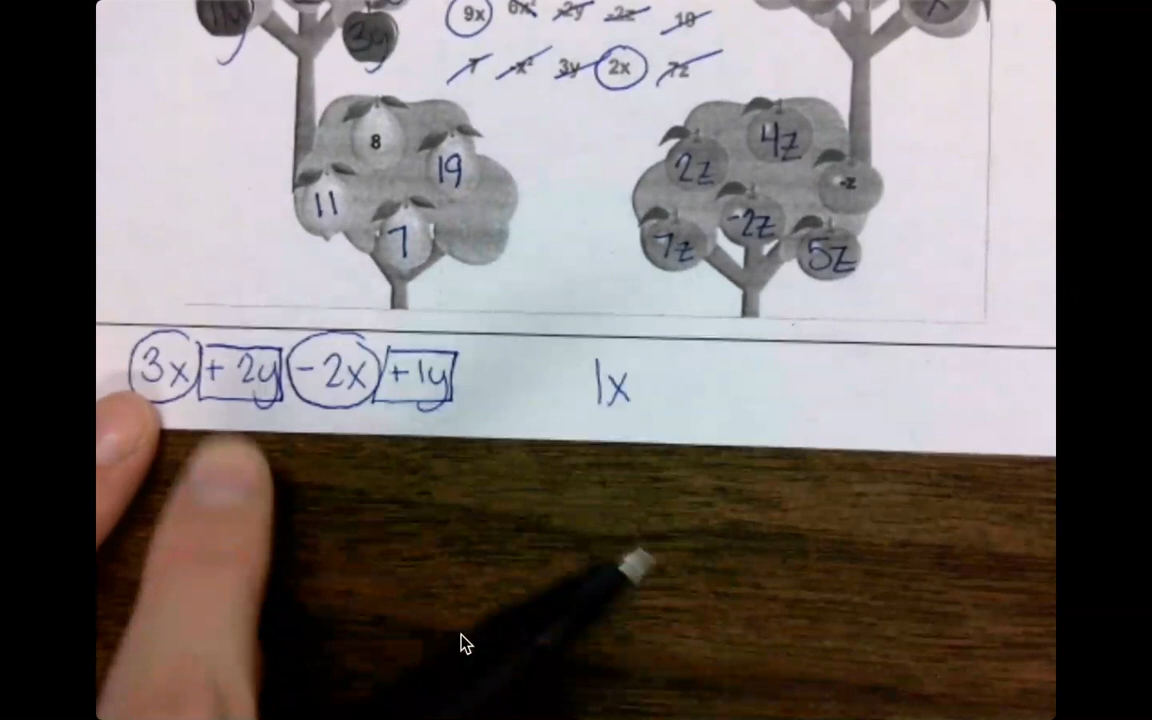 3y
9x 6x² 2y 2z 10
x² 3y 2x 7z
8
19
11
7
4z
2z
-z
-2z
7z
5z
3x + 2y - 2x + 1y 1x